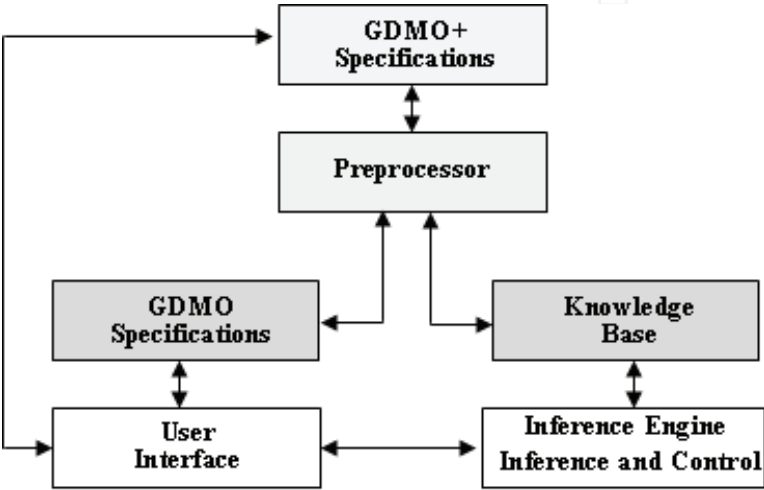 GDMO+
Specifications
Preprocessor
GDMO
Specifications
Knowledge
Base
User
Interface
Inference Engine
Inference and Control